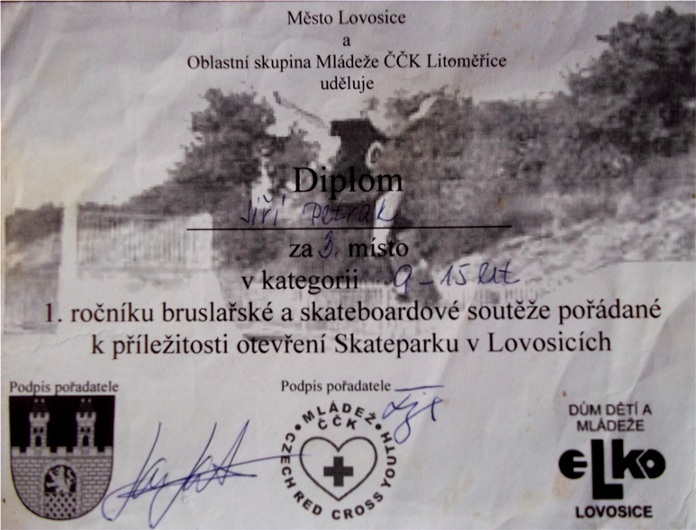 Město Lovosice
a
Oblastní skupina Mládeže ČČK Litoměřice
uděluje
Diplom
Jiří Petrák
za 3. místo
v kategorii 9-15 let
1. ročníku bruslařské a skateboardové soutěže pořádané
k příležitosti otevření Skateparku v Lovosicích
Podpis pořadatele
Podpis pořadatele
MLÁDEŽ
ČČK
CZECH RED CROSS YOUTH
DŮM DĚTÍ A
MLÁDEŽE
eLko
LOVOSICE